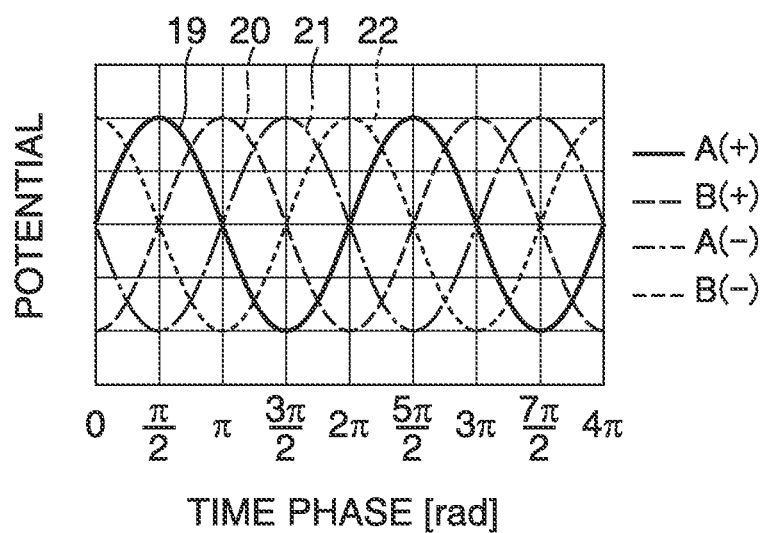 19 20 21 22
POTENTIAL
A(+)
B(+)
A(-)
B(-)
0 π/2 π 3π/2 2π 5π/2 3π 7π/2 4π
TIME PHASE [rad]